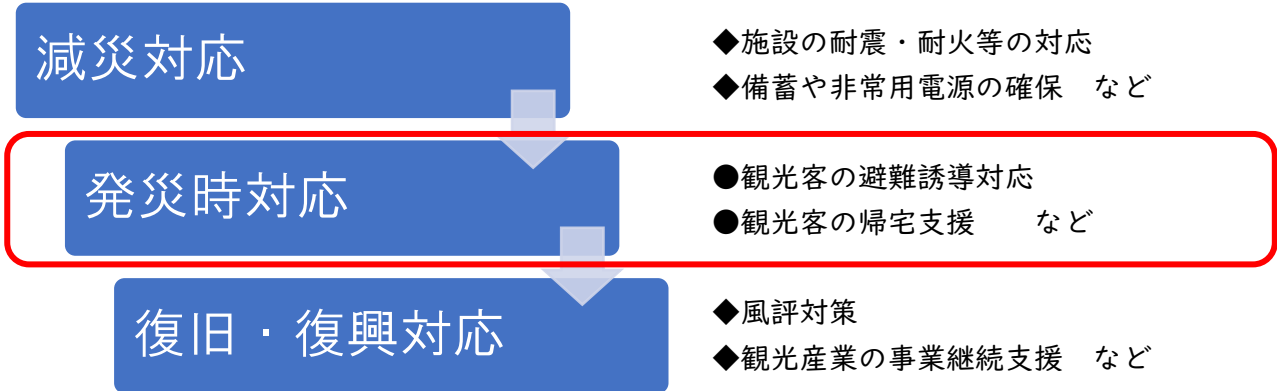 減災対応
◆施設の耐震・耐火等の対応
◆備蓄や非常用電源の確保　など
発災時対応
●観光客の避難誘導対応
●観光客の帰宅支援　　など
復旧・復興対応
◆風評対策
◆観光産業の事業継続支援　など